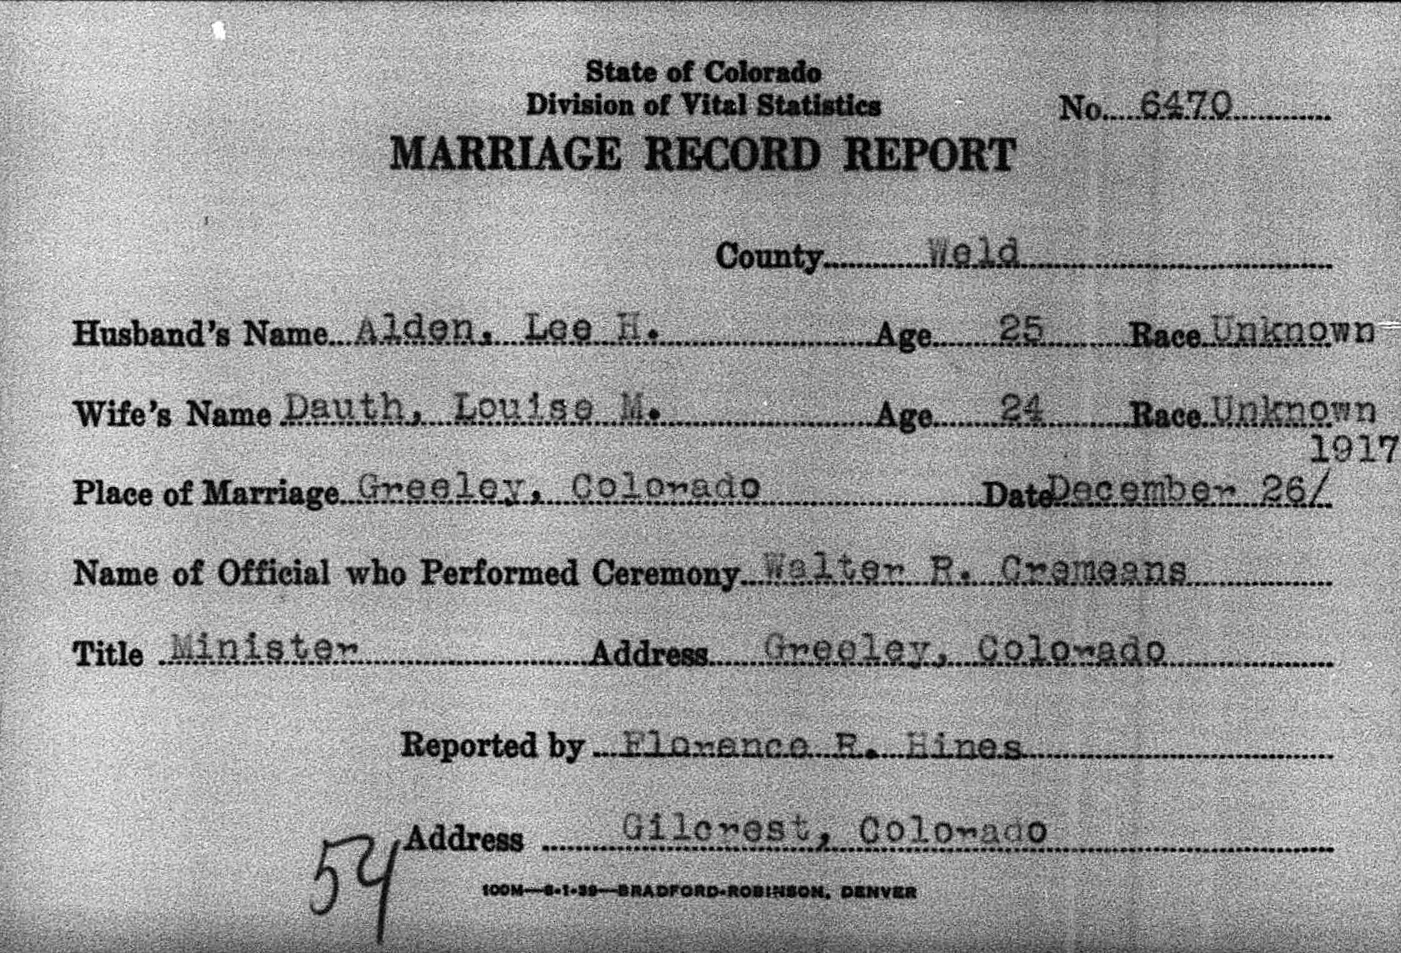 State of Colorado
Division of Vital Statistics
No. 6470
MARRIAGE RECORD REPORT
County Weld
Husband's Name Alden, Lee H. Age 25 Race Unknown
Wife's Name Dauth, Louise M. Age 24 Race Unknown
1917
Place of Marriage Greeley, Colorado Date December 26/
Name of Official who Performed Ceremony Walter R. Cremeans
Title Minister Address Greeley, Colorado
Reported by Florence E. Hines
Address Gilcrest, Colorado
54
100M—8-1-39—BRADFORD-ROBINSON, DENVER